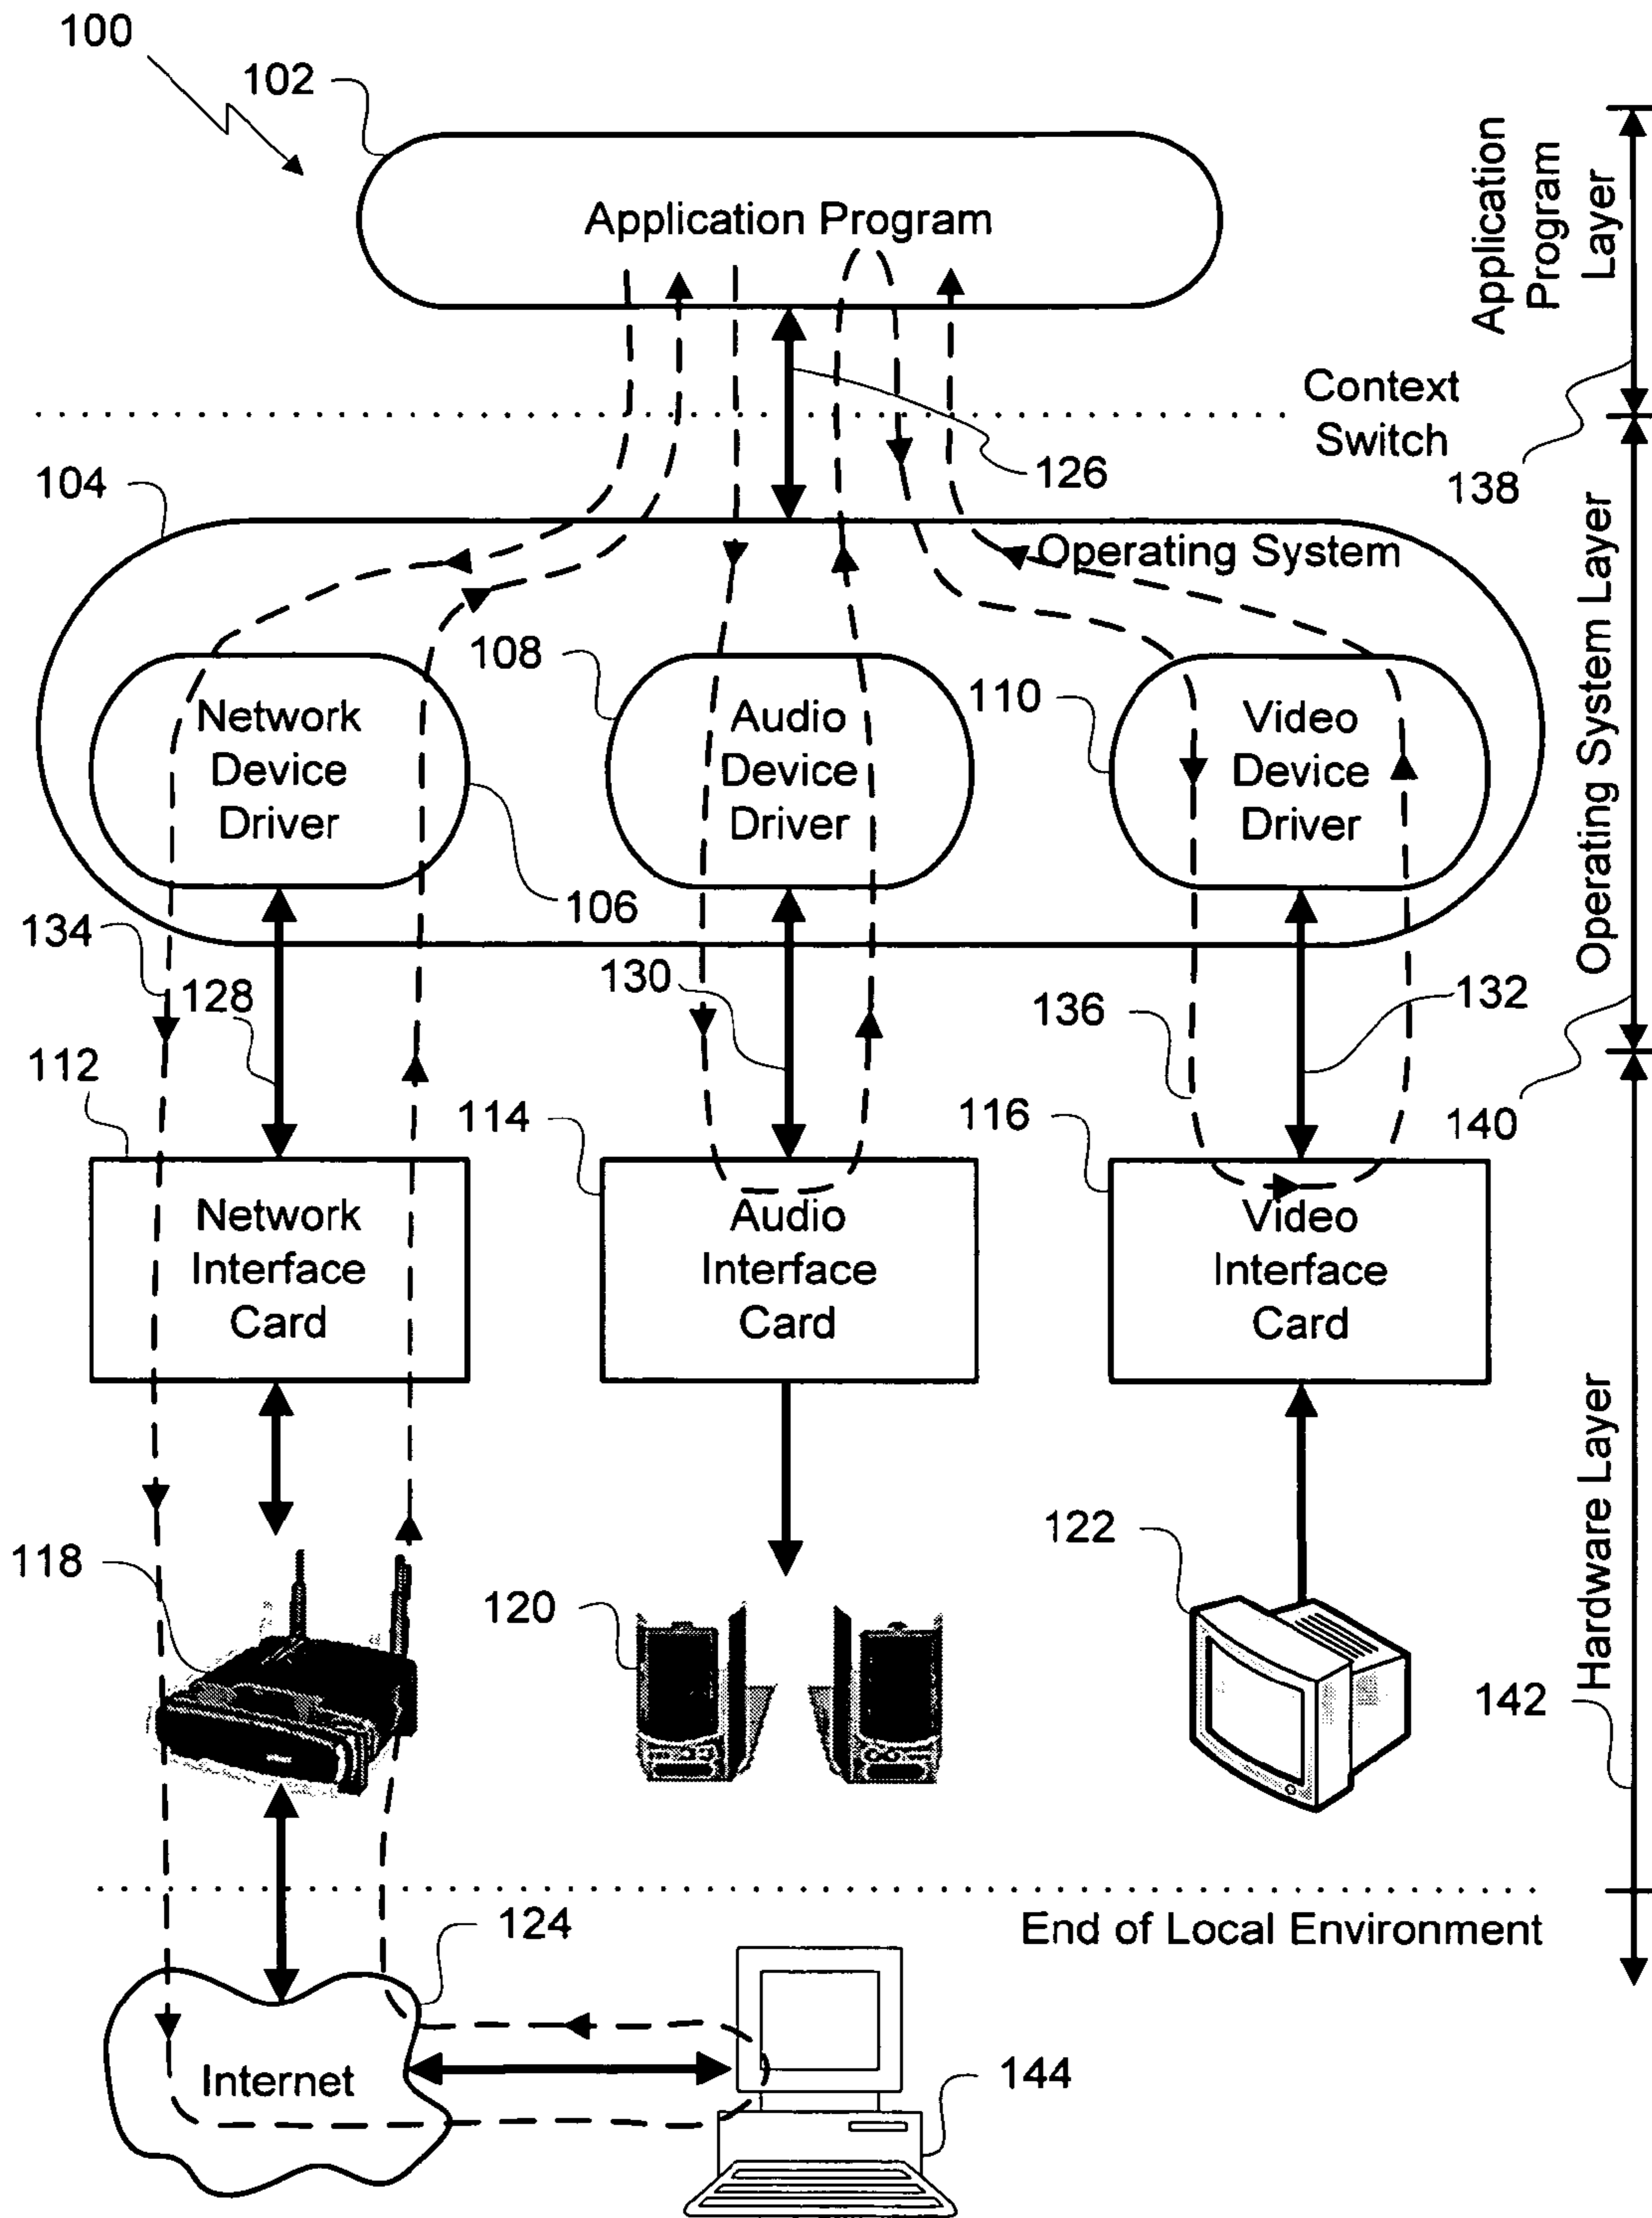 100
102
Application Program
Application
Program
Layer
Context
Switch
126
138
104
Operating System
Operating System Layer
108
110
Network
Device
Driver
Audio
Device
Driver
Video
Device
Driver
106
134
128
130
136
132
112
114
116
140
Network
Interface
Card
Audio
Interface
Card
Video
Interface
Card
Hardware Layer
118
120
122
142
124
End of Local Environment
Internet
144